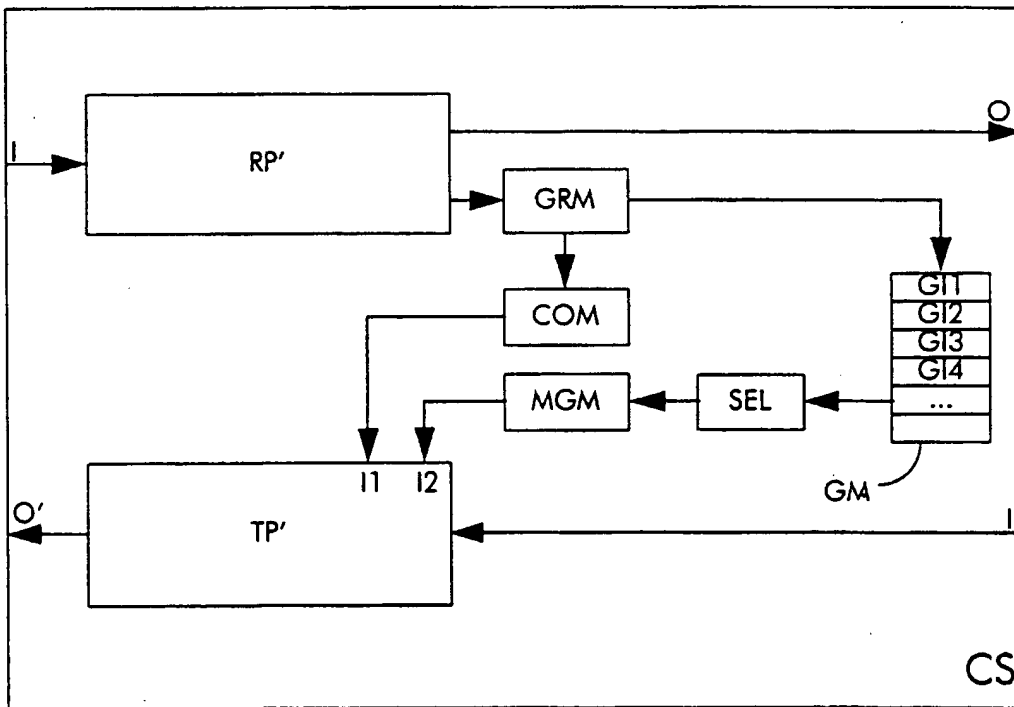 O
I
RP'
GRM
GI1
COM
GI2
GI3
GI4
MGM
SEL
...
I1 I2
GM
O'
I
TP'
CS